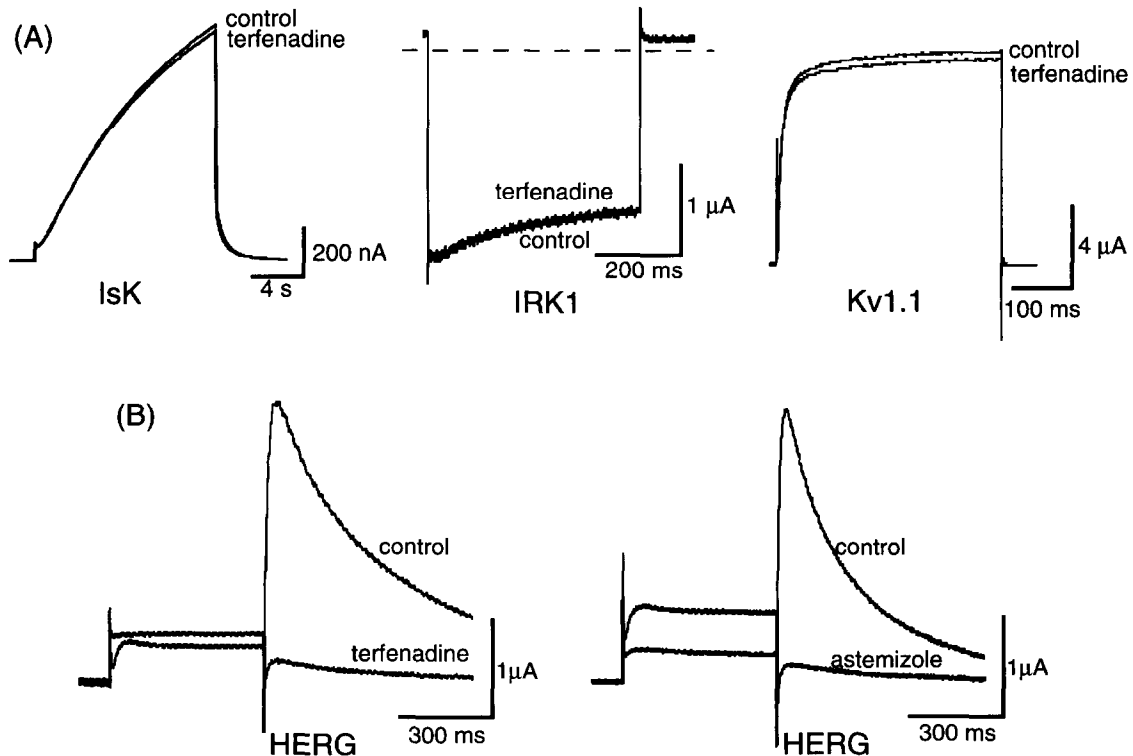 (A)
control
terfenadine
200 nA
4 s
IsK
terfenadine
control
1 μA
200 ms
IRK1
control
terfenadine
4 μA
100 ms
Kv1.1
(B)
control
terfenadine
1μA
300 ms
HERG
control
astemizole
1μA
300 ms
HERG